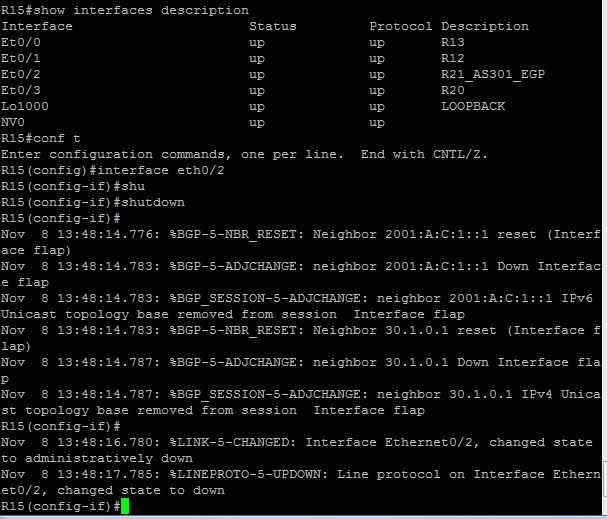 R15#show interfaces description
Interface                      Status         Protocol Description
Et0/0                          up             up       R13
Et0/1                          up             up       R12
Et0/2                          up             up       R21_AS301_EGP
Et0/3                          up             up       R20
Lo1000                         up             up       LOOPBACK
NV0                            up             up
R15#conf t
Enter configuration commands, one per line.  End with CNTL/Z.
R15(config)#interface eth0/2
R15(config-if)#shu
R15(config-if)#shutdown
R15(config-if)#
Nov  8 13:48:14.776: %BGP-5-NBR_RESET: Neighbor 2001:A:C:1::1 reset (Interf
ace flap)
Nov  8 13:48:14.783: %BGP-5-ADJCHANGE: neighbor 2001:A:C:1::1 Down Interfac
e flap
Nov  8 13:48:14.783: %BGP_SESSION-5-ADJCHANGE: neighbor 2001:A:C:1::1 IPv6
Unicast topology base removed from session  Interface flap
Nov  8 13:48:14.783: %BGP-5-NBR_RESET: Neighbor 30.1.0.1 reset (Interface f
lap)
Nov  8 13:48:14.787: %BGP-5-ADJCHANGE: neighbor 30.1.0.1 Down Interface fla
p
Nov  8 13:48:14.787: %BGP_SESSION-5-ADJCHANGE: neighbor 30.1.0.1 IPv4 Unica
st topology base removed from session  Interface flap
R15(config-if)#
Nov  8 13:48:16.780: %LINK-5-CHANGED: Interface Ethernet0/2, changed state
to administratively down
Nov  8 13:48:17.785: %LINEPROTO-5-UPDOWN: Line protocol on Interface Ethern
et0/2, changed state to down
R15(config-if)#